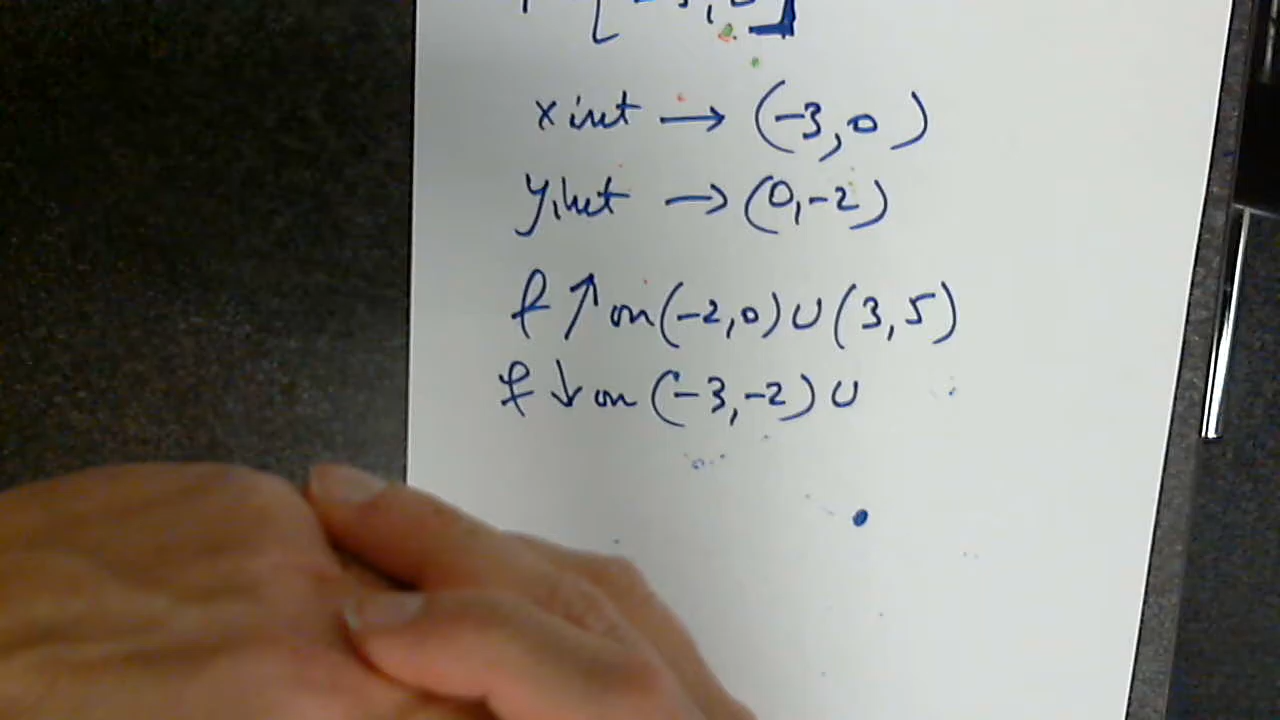 x int → (-3, 0)
y int → (0, -2)
f ↑ on (-2, 0) ∪ (3, 5)
f ↓ on (-3, -2) ∪